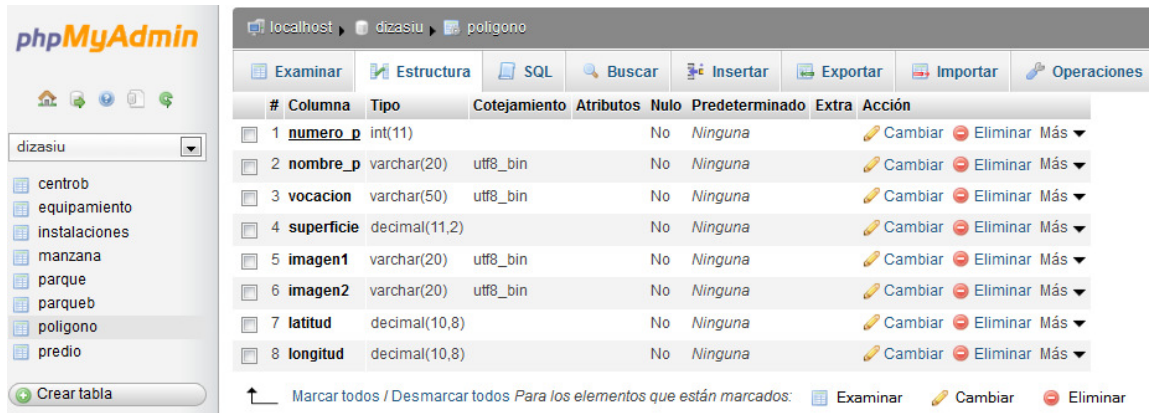 phpMyAdmin
dizasiu
centrob
equipamiento
instalaciones
manzana
parque
parqueb
poligono
predio
Crear tabla
localhost dizasiu poligono
Examinar Estructura SQL Buscar Insertar Exportar Importar Operaciones
# Columna Tipo Cotejamiento Atributos Nulo Predeterminado Extra Acción
1 numero_p int(11) No Ninguna Cambiar Eliminar Más
2 nombre_p varchar(20) utf8_bin No Ninguna Cambiar Eliminar Más
3 vocacion varchar(50) utf8_bin No Ninguna Cambiar Eliminar Más
4 superficie decimal(11,2) No Ninguna Cambiar Eliminar Más
5 imagen1 varchar(20) utf8_bin No Ninguna Cambiar Eliminar Más
6 imagen2 varchar(20) utf8_bin No Ninguna Cambiar Eliminar Más
7 latitud decimal(10,8) No Ninguna Cambiar Eliminar Más
8 longitud decimal(10,8) No Ninguna Cambiar Eliminar Más
Marcar todos / Desmarcar todos Para los elementos que están marcados: Examinar Cambiar Eliminar